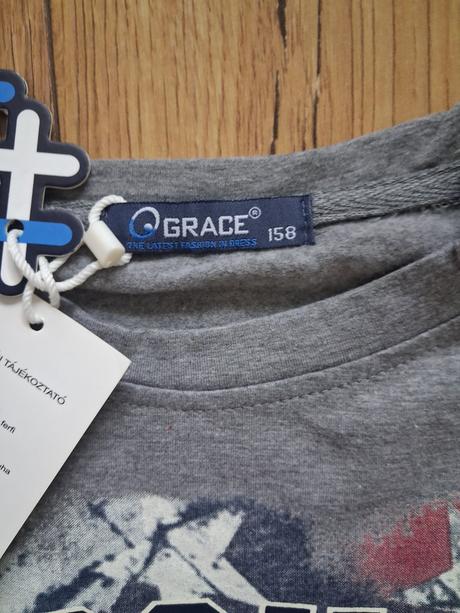 GRACE®
THE LATEST FASHION IN DRESS
158
TÁJÉKOZTATÓ
férfi